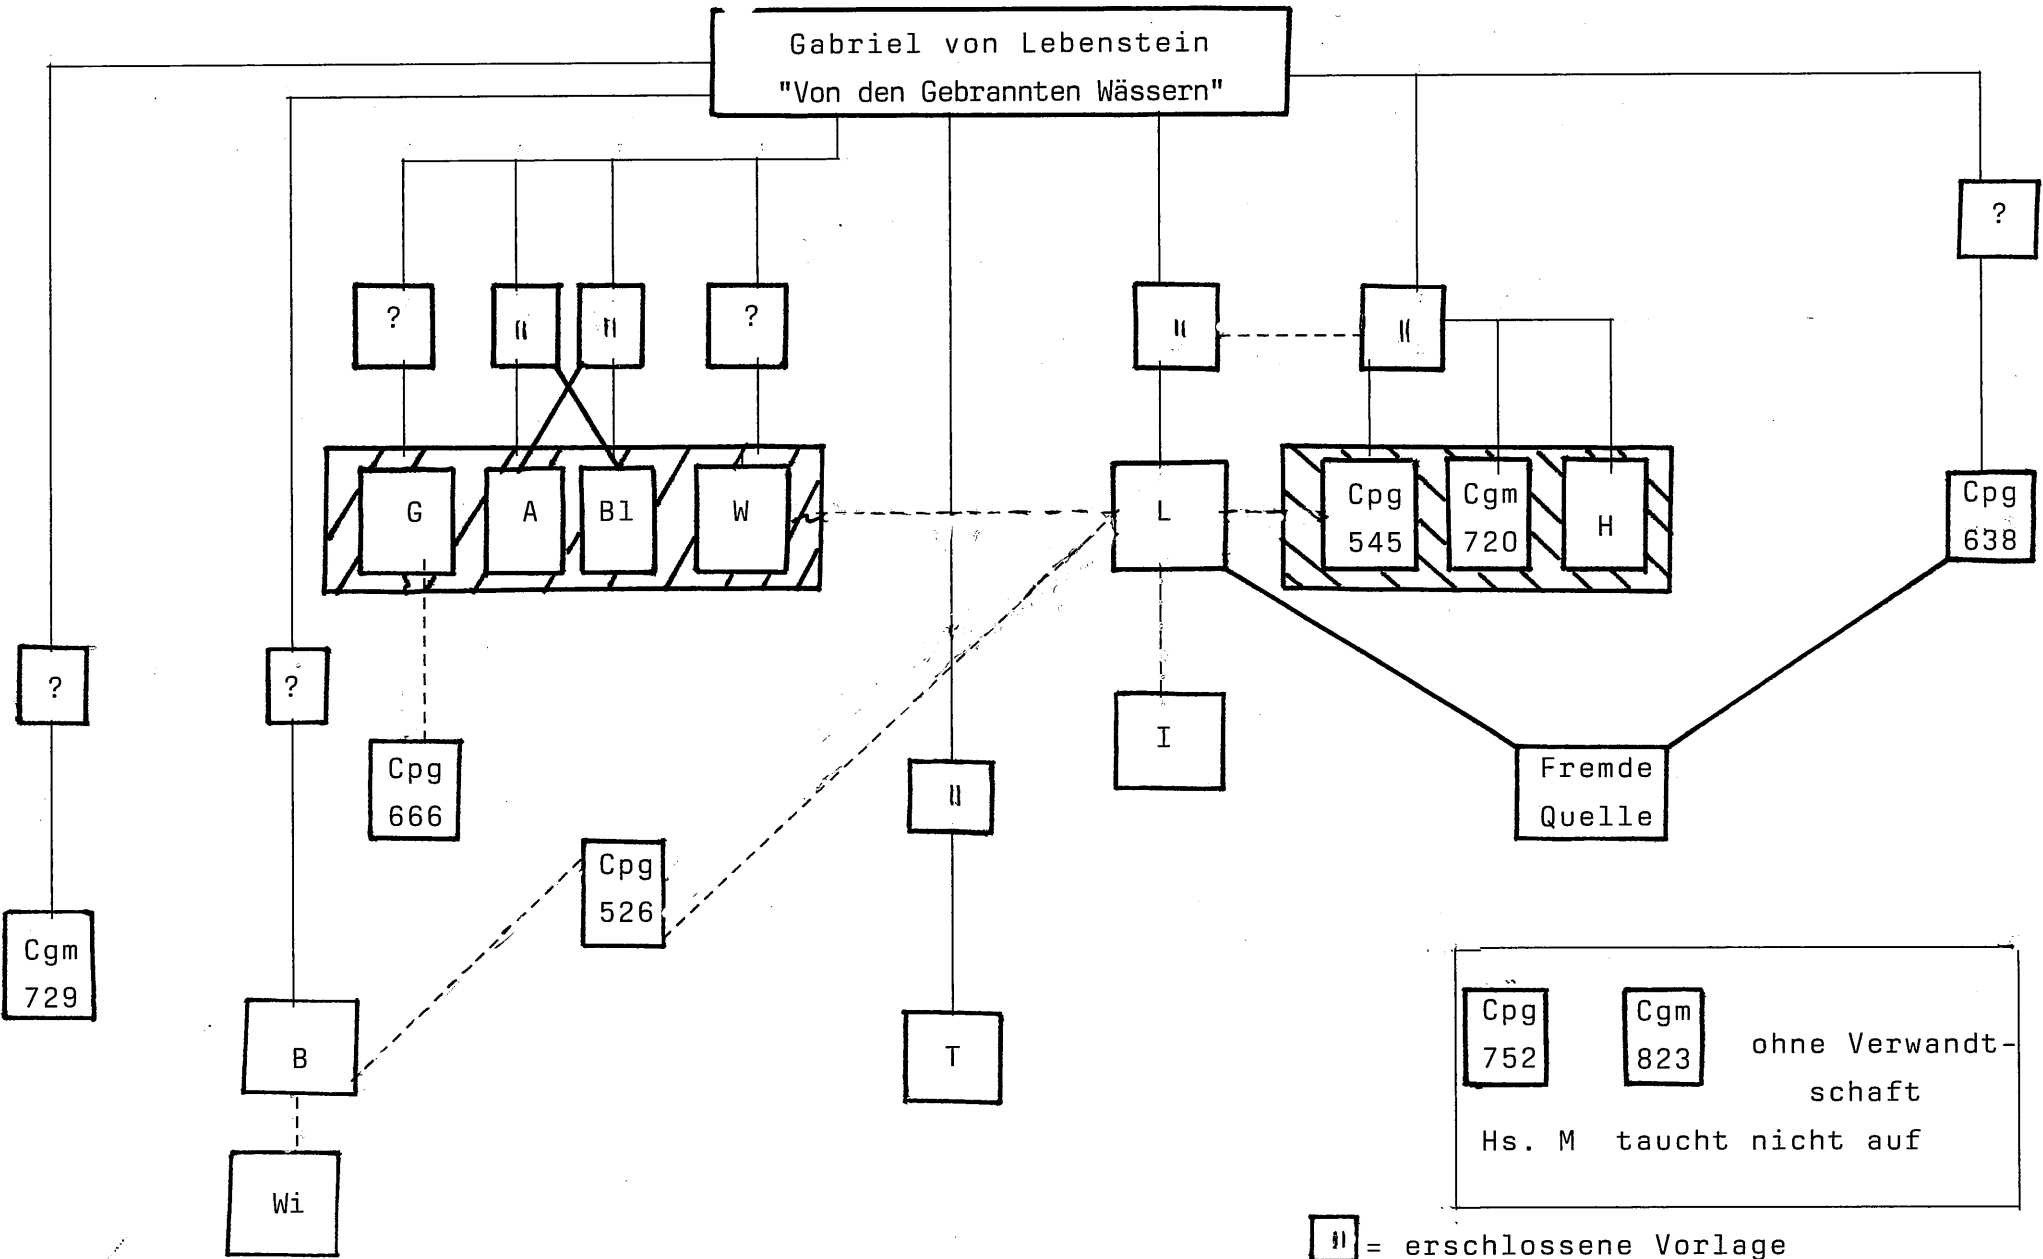 Gabriel von Lebenstein
"Von den Gebrannten Wässern"
?
? 〃 〃 ? 〃 〃
G A Bl W L
Cpg
545
Cgm
720
H
Cpg
638
?
?
I
Cpg
666
Fremde
Quelle
〃
Cpg
526
Cgm
729
B
T
Wi
Cpg
752
Cgm
823
ohne Verwandt-
schaft
Hs. M taucht nicht auf
〃 = erschlossene Vorlage